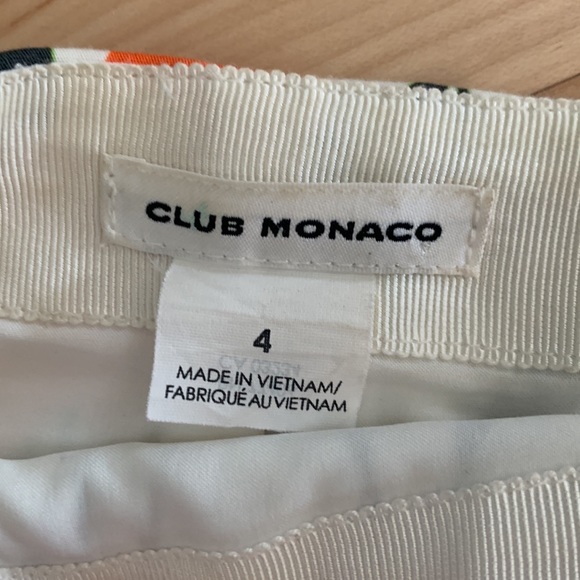 CLUB MONACO
4
MADE IN VIETNAM/
FABRIQUÉ AU VIETNAM